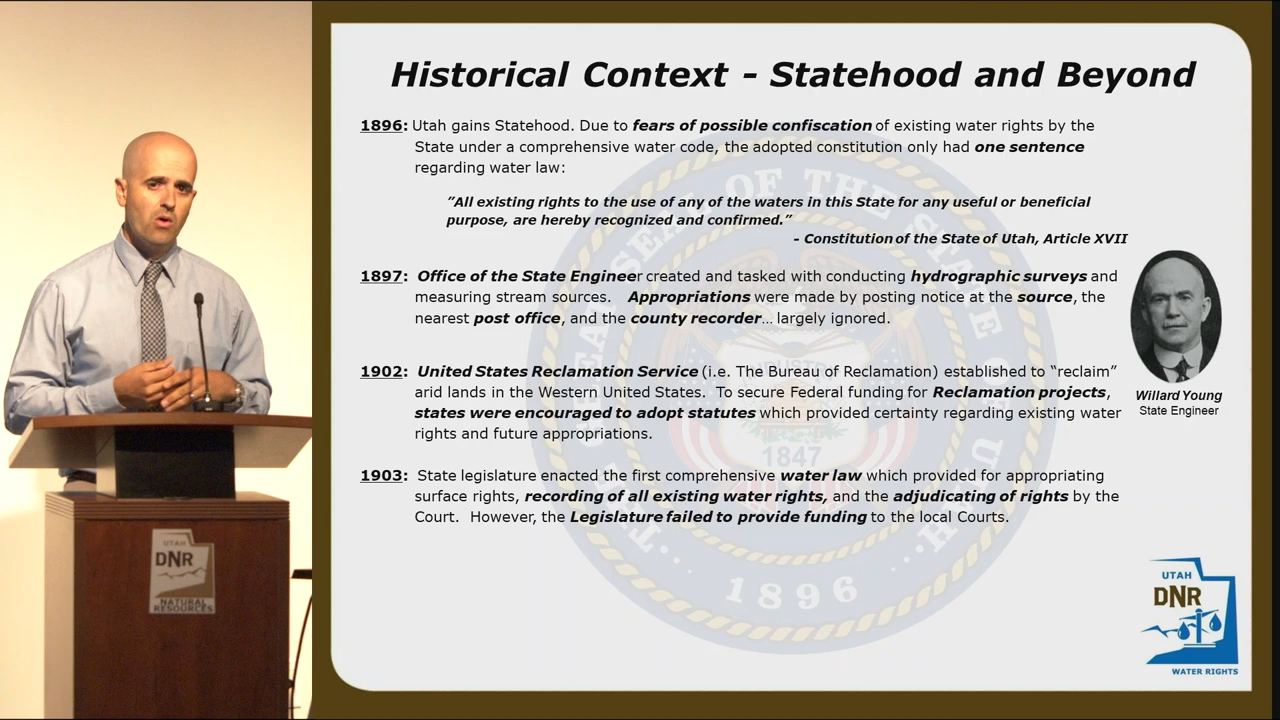 Historical Context - Statehood and Beyond
1896: Utah gains Statehood. Due to fears of possible confiscation of existing water rights by the
State under a comprehensive water code, the adopted constitution only had one sentence
regarding water law:
"All existing rights to the use of any of the waters in this State for any useful or beneficial
purpose, are hereby recognized and confirmed."
- Constitution of the State of Utah, Article XVII
1897: Office of the State Engineer created and tasked with conducting hydrographic surveys and
measuring stream sources. Appropriations were made by posting notice at the source, the
nearest post office, and the county recorder... largely ignored.
1902: United States Reclamation Service (i.e. The Bureau of Reclamation) established to “reclaim”
arid lands in the Western United States. To secure Federal funding for Reclamation projects,
states were encouraged to adopt statutes which provided certainty regarding existing water
rights and future appropriations.
1903: State legislature enacted the first comprehensive water law which provided for appropriating
surface rights, recording of all existing water rights, and the adjudicating of rights by the
Court. However, the Legislature failed to provide funding to the local Courts.
Willard Young
State Engineer
THE GREAT SEAL OF THE STATE OF UTAH
INDUSTRY
1847
1896
UTAH
DNR
WATER RIGHTS
UTAH
DNR
NATURAL
RESOURCES